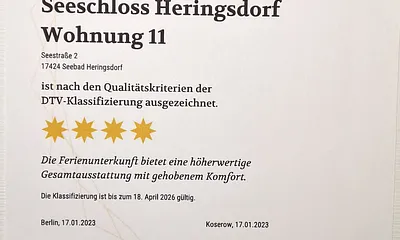 Seeschloss Heringsdorf
Wohnung 11
Seestraße 2
17424 Seebad Heringsdorf
ist nach den Qualitätskriterien der
DTV-Klassifizierung ausgezeichnet.
Die Ferienunterkunft bietet eine höherwertige
Gesamtausstattung mit gehobenem Komfort.
Die Klassifizierung ist bis zum 18. April 2026 gültig.
Berlin, 17.01.2023
Koserow, 17.01.2023